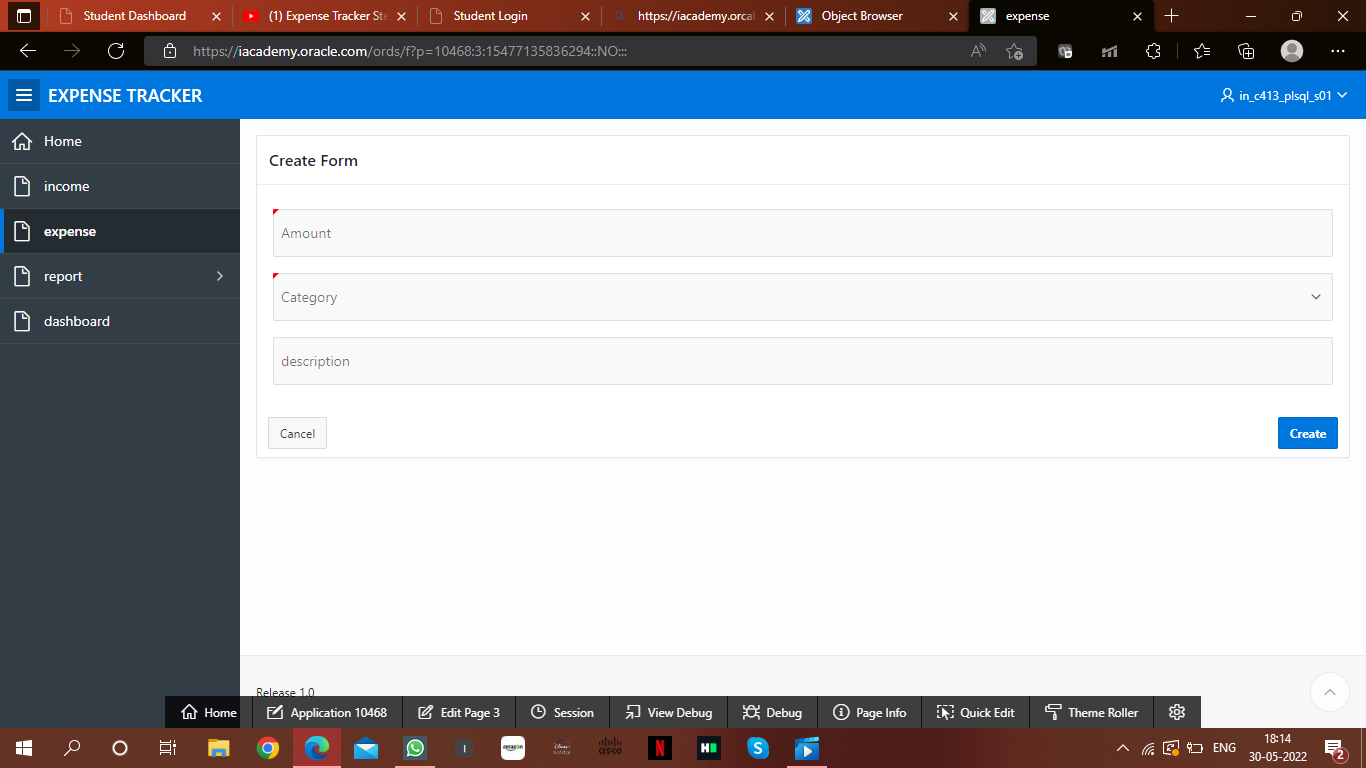 Student Dashboard
(1) Expense Tracker Ste
Student Login
https://iacademy.orcal
Object Browser
expense
https://iacademy.oracle.com/ords/f?p=10468:3:15477135836294::NO:::
EXPENSE TRACKER
in_c413_plsql_s01
Home
income
expense
report
dashboard
Create Form
Amount
Category
description
Cancel
Create
Release 1.0
Home
Application 10468
Edit Page 3
Session
View Debug
Debug
Page Info
Quick Edit
Theme Roller
amazon
ENG
18:14
30-05-2022
2